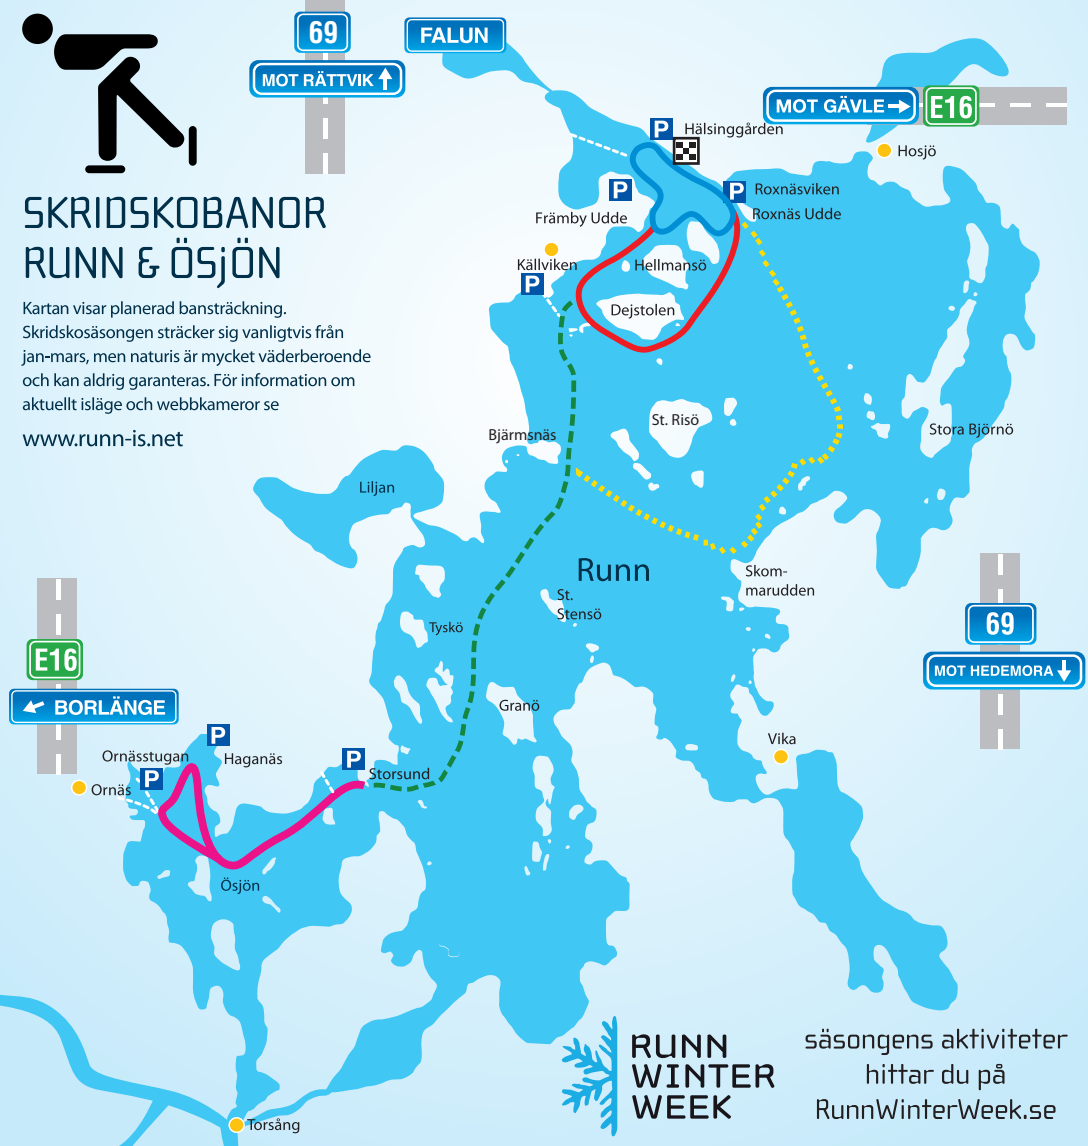 69
FALUN
MOT RÄTTVIK
MOT GÄVLE
E16
P
Hälsinggården
Hosjö
P
P
Roxnäsviken
Roxnäs Udde
Främby Udde
SKRIDSKOBANOR
RUNN & ÖSjÖN
Källviken
P
Hellmansö
Dejstolen
Kartan visar planerad bansträckning.
Skridskosäsongen sträcker sig vanligtvis från
jan-mars, men naturis är mycket väderberoende
och kan aldrig garanteras. För information om
aktuellt isläge och webbkameror se
www.runn-is.net
St. Risö
Stora Björnö
Bjärmsnäs
Liljan
Runn
Skom-
marudden
St.
Stensö
Tyskö
69
MOT HEDEMORA
E16
BORLÄNGE
Granö
P
Vika
Ornässtugan
Haganäs
P
Storsund
P
Ornäs
Ösjön
RUNN
WINTER
WEEK
säsongens aktiviteter
hittar du på
RunnWinterWeek.se
Torsång